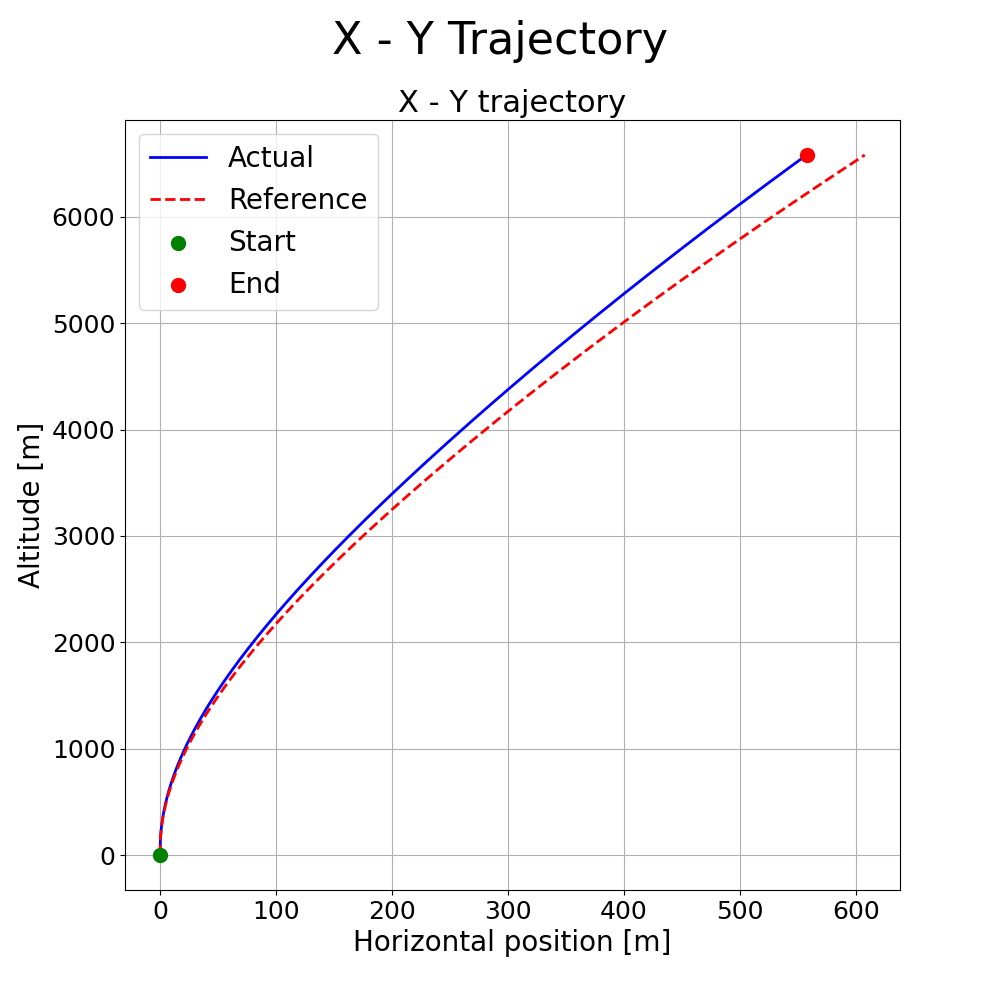 X - Y Trajectory
X - Y trajectory
Actual
Reference
Start
End
6000
5000
4000
3000
2000
1000
0
Altitude [m]
0 100 200 300 400 500 600
Horizontal position [m]